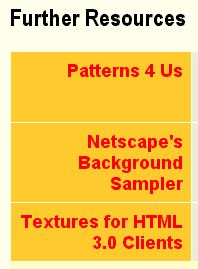 Further Resources
Patterns 4 Us
Netscape's
Background
Sampler
Textures for HTML
3.0 Clients